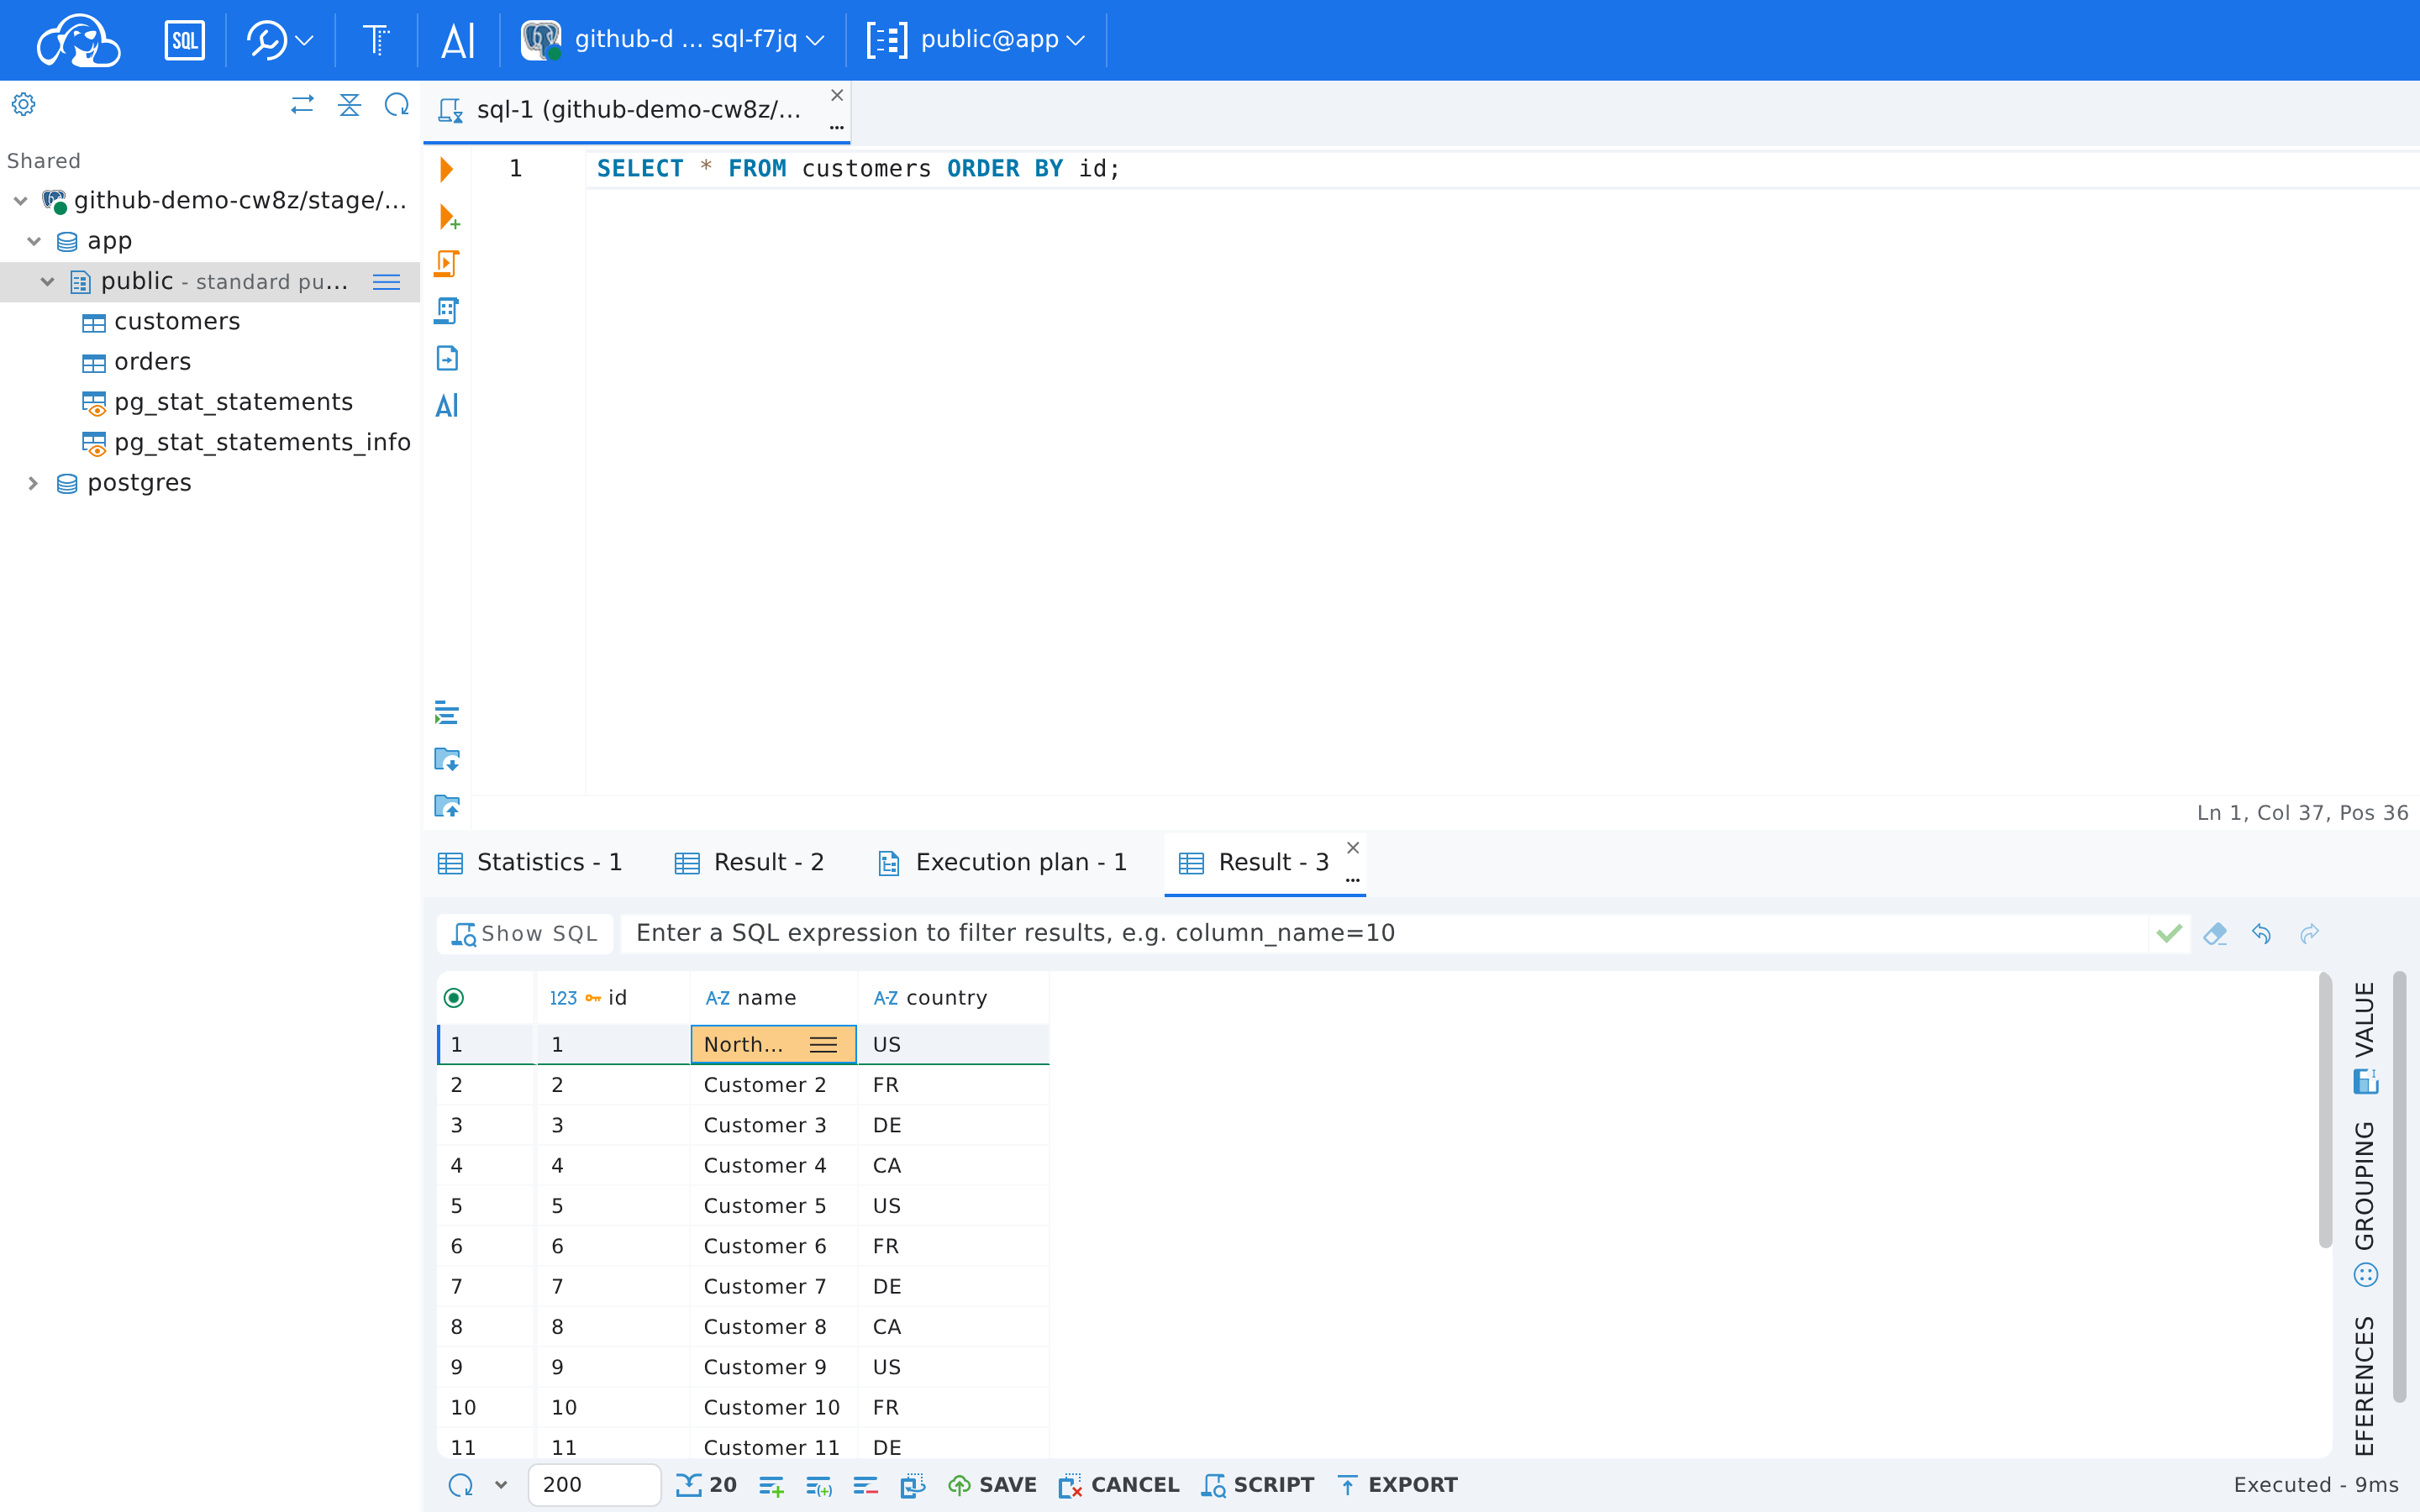 SQL
AI
github-d ... sql-f7jq
public@app
Shared
github-demo-cw8z/stage/...
app
public - standard pu...
customers
orders
pg_stat_statements
pg_stat_statements_info
postgres
sql-1 (github-demo-cw8z/...
1 SELECT * FROM customers ORDER BY id;
AI
Ln 1, Col 37, Pos 36
Statistics - 1 Result - 2 Execution plan - 1 Result - 3
Show SQL Enter a SQL expression to filter results, e.g. column_name=10
123 id A-Z name A-Z country
1 1 North... US
2 2 Customer 2 FR
3 3 Customer 3 DE
4 4 Customer 4 CA
5 5 Customer 5 US
6 6 Customer 6 FR
7 7 Customer 7 DE
8 8 Customer 8 CA
9 9 Customer 9 US
10 10 Customer 10 FR
11 11 Customer 11 DE
VALUE
GROUPING
EFERENCES
200 20 SAVE CANCEL SCRIPT EXPORT Executed - 9ms